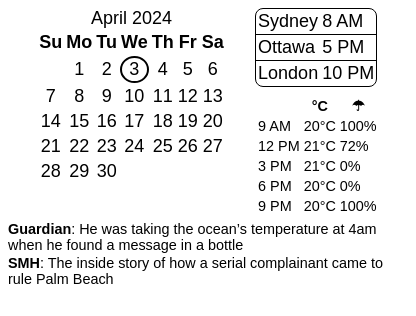 April 2024
Su Mo Tu We Th Fr Sa
1 2 3 4 5 6
7 8 9 10 11 12 13
14 15 16 17 18 19 20
21 22 23 24 25 26 27
28 29 30
Sydney 8 AM
Ottawa 5 PM
London 10 PM
°C ☂
9 AM 20°C 100%
12 PM 21°C 72%
3 PM 21°C 0%
6 PM 20°C 0%
9 PM 20°C 100%
Guardian: He was taking the ocean’s temperature at 4am
when he found a message in a bottle
SMH: The inside story of how a serial complainant came to
rule Palm Beach